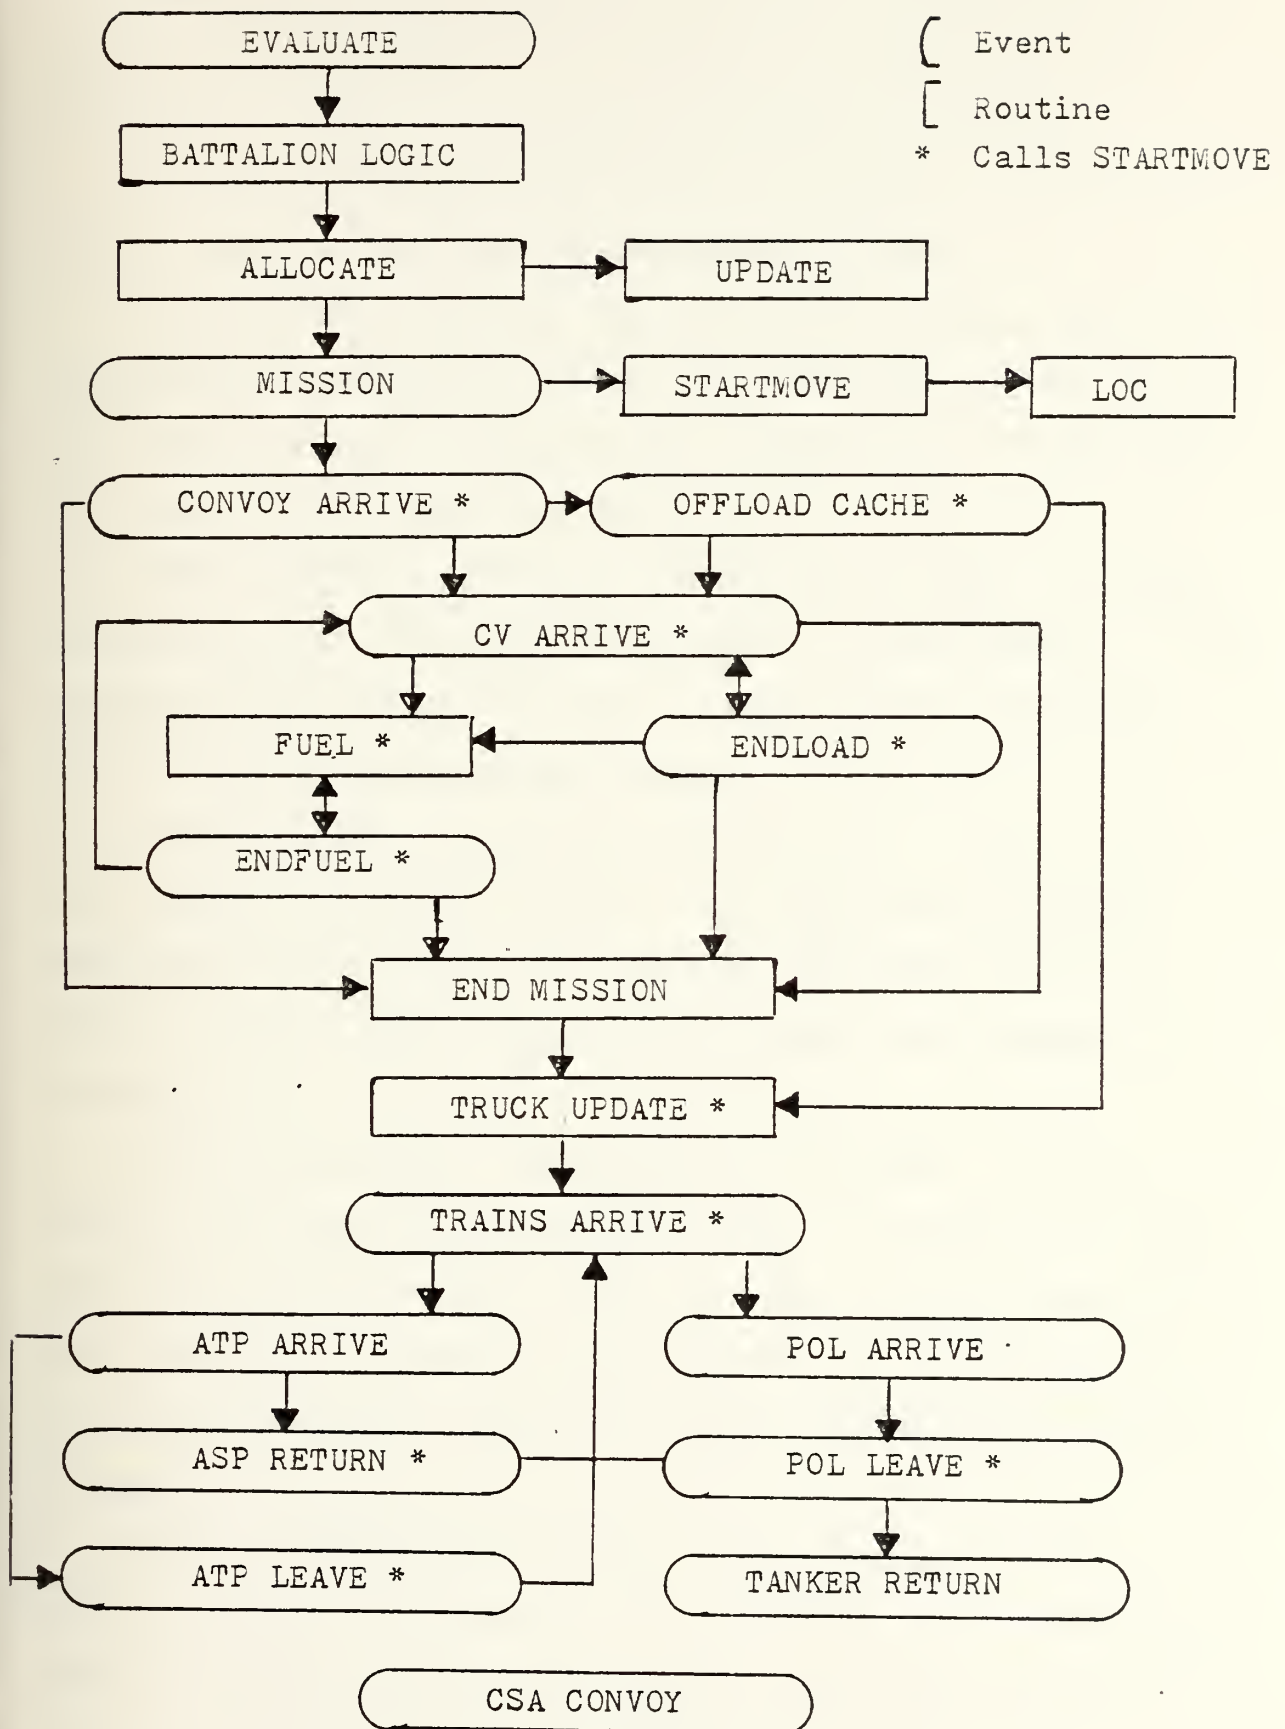 EVALUATE
( Event
[ Routine
* Calls STARTMOVE
BATTALION LOGIC
ALLOCATE
UPDATE
MISSION
STARTMOVE
LOC
CONVOY ARRIVE *
OFFLOAD CACHE *
CV ARRIVE *
FUEL *
ENDLOAD *
ENDFUEL *
END MISSION
TRUCK UPDATE *
TRAINS ARRIVE *
ATP ARRIVE
POL ARRIVE
ASP RETURN *
POL LEAVE *
ATP LEAVE *
TANKER RETURN
CSA CONVOY